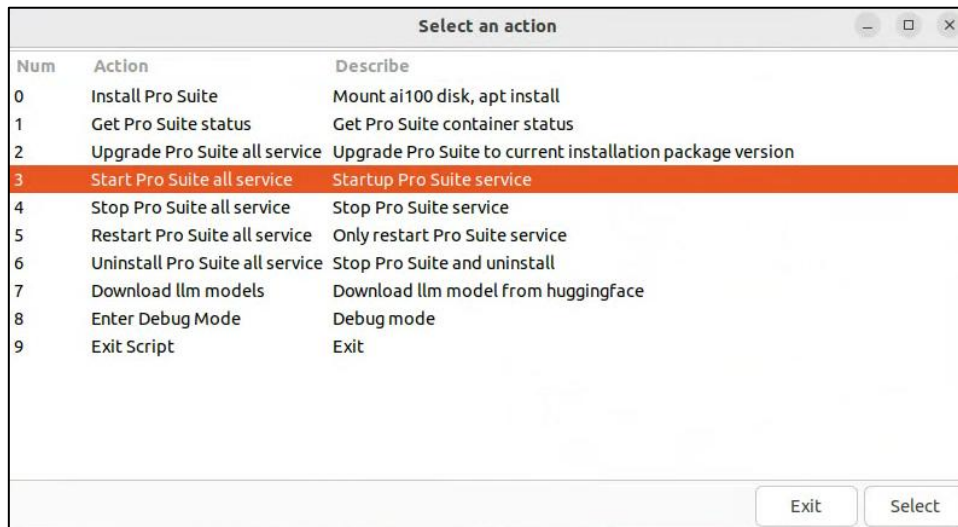 Select an action
Num Action Describe
0 Install Pro Suite Mount ai100 disk, apt install
1 Get Pro Suite status Get Pro Suite container status
2 Upgrade Pro Suite all service Upgrade Pro Suite to current installation package version
3 Start Pro Suite all service Startup Pro Suite service
4 Stop Pro Suite all service Stop Pro Suite service
5 Restart Pro Suite all service Only restart Pro Suite service
6 Uninstall Pro Suite all service Stop Pro Suite and uninstall
7 Download llm models Download llm model from huggingface
8 Enter Debug Mode Debug mode
9 Exit Script Exit
Exit Select